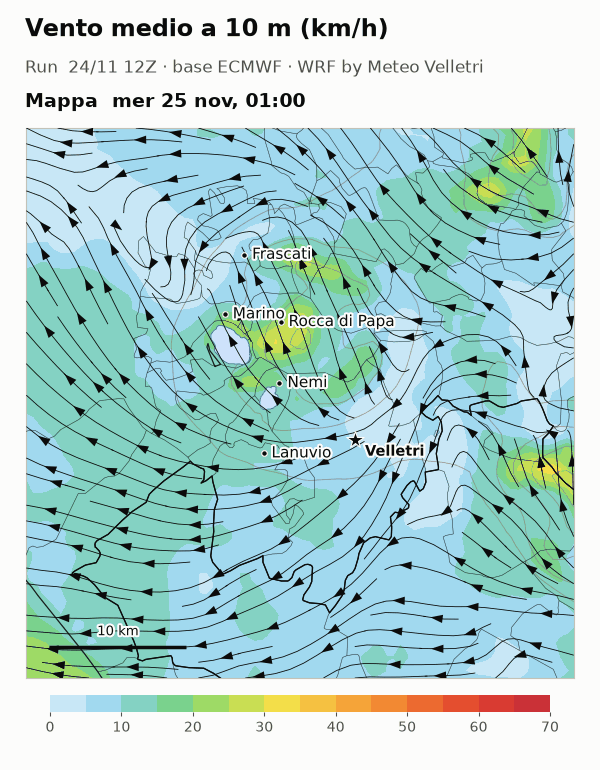 Vento medio a 10 m (km/h)
Run  24/11 12Z · base ECMWF · WRF by Meteo Velletri
Mappa  mer 25 nov, 01:00
Frascati
Marino
Rocca di Papa
Nemi
Velletri
Lanuvio
10 km
0 10 20 30 40 50 60 70